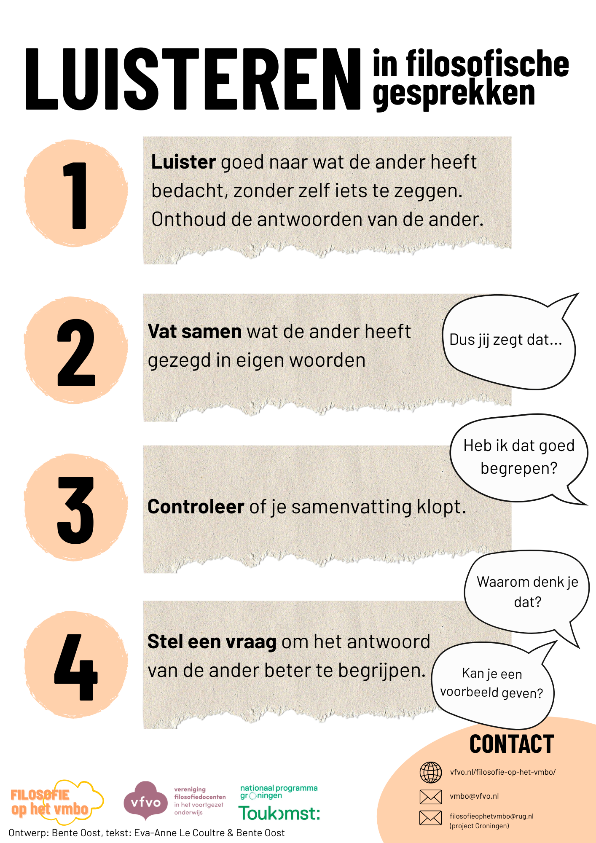 LUISTEREN in filosofische
gesprekken
1
Luister goed naar wat de ander heeft
bedacht, zonder zelf iets te zeggen.
Onthoud de antwoorden van de ander.
2
Vat samen wat de ander heeft
gezegd in eigen woorden
Dus jij zegt dat...
Heb ik dat goed
begrepen?
3
Controleer of je samenvatting klopt.
Waarom denk je
dat?
4
Stel een vraag om het antwoord
van de ander beter te begrijpen.
Kan je een
voorbeeld geven?
CONTACT
vfvo.nl/filosofie-op-het-vmbo/
vmbo@vfvo.nl
filosofieophetvmbo@rug.nl
(project Groningen)
FILOSOFIE
op het vmbo
vfvo
vereniging
filosofiedocenten
in het voortgezet
onderwijs
nationaal programma
groningen
Toukomst:
Ontwerp: Bente Oost, tekst: Eva-Anne Le Coultre & Bente Oost